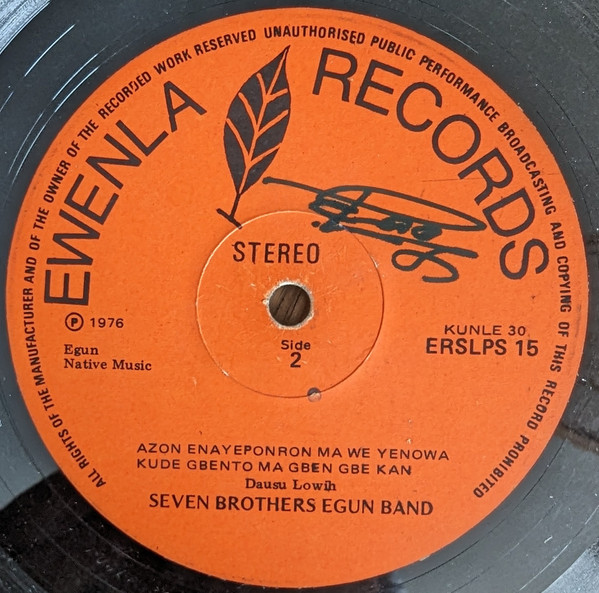 ALL RIGHTS OF THE MANUFACTURER AND OF THE OWNER OF THE RECORDED WORK RESERVED UNAUTHORISED PUBLIC PERFORMANCE BROADCASTING AND COPYING OF THIS RECORD PROHIBITED
EWENLA RECORDS
STEREO
℗ 1976
Side
2
KUNLE 30.
ERSLPS 15
Egun
Native Music
AZON ENAYEPONRON MA WE YENOWA
KUDE GBENTO MA GBEN GBE KAN
Dausu Lowih
SEVEN BROTHERS EGUN BAND